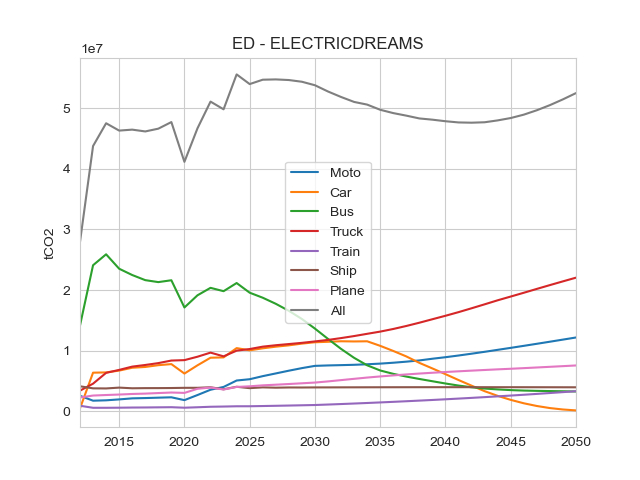 ED - ELECTRICDREAMS
1e7
tCO2
5
4
3
2
1
0
Moto
Car
Bus
Truck
Train
Ship
Plane
All
2015
2020
2025
2030
2035
2040
2045
2050